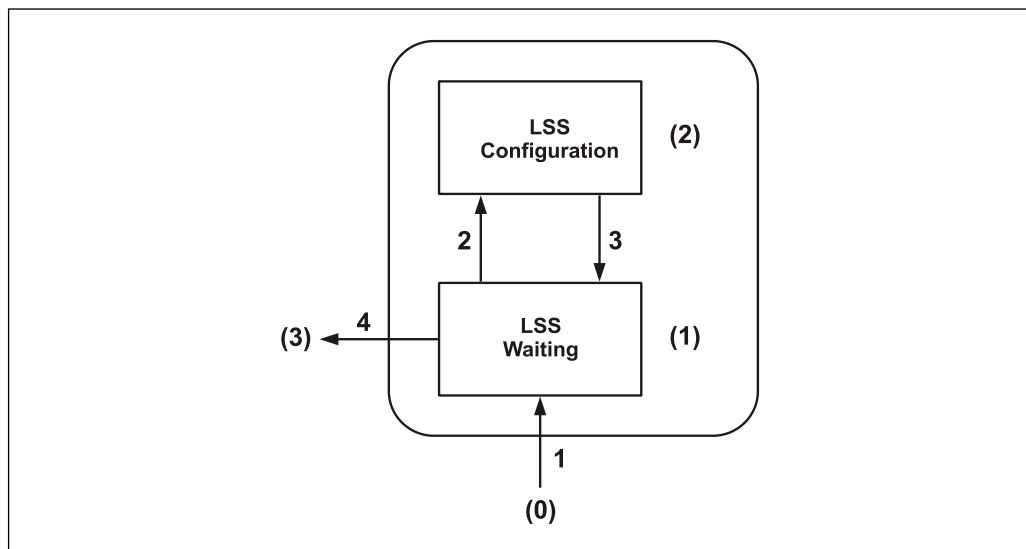 LSS
Configuration
(2)
2
3
LSS
Waiting
(1)
4
(3)
1
(0)